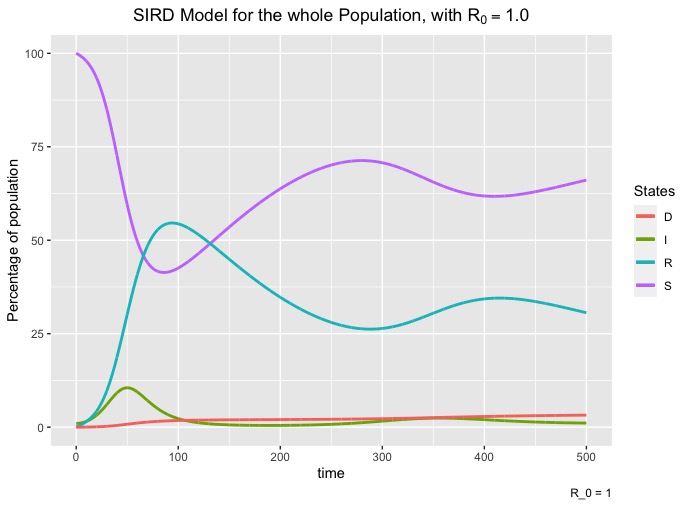 SIRD Model for the whole Population, with R₀ = 1.0
Percentage of population
100
75
50
25
0
0 100 200 300 400 500
time
States
D
I
R
S
R_0 = 1